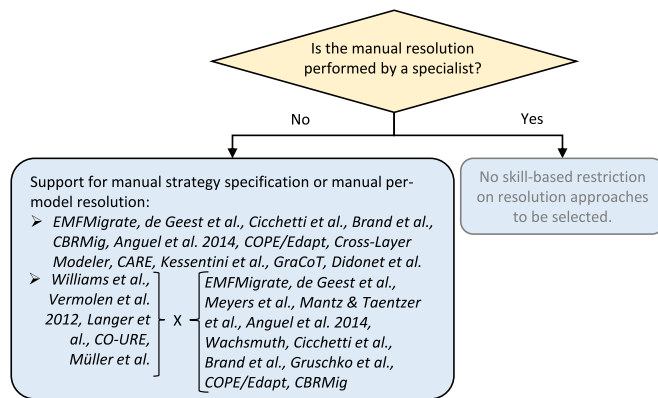 Is the manual resolution
performed by a specialist?
No
Yes
Support for manual strategy specification or manual per-
model resolution:
➢ EMFMigrate, de Geest et al., Cicchetti et al., Brand et al.,
CBRMig, Anguel et al. 2014, COPE/Edapt, Cross-Layer
Modeler, CARE, Kessentini et al., GraCoT, Didonet et al.
➢ Williams et al.,
Vermolen et al.
2012, Langer et
al., CO-URE,
Müller et al.
X
EMFMigrate, de Geest et al.,
Meyers et al., Mantz & Taentzer
et al., Anguel et al. 2014,
Wachsmuth, Cicchetti et al.,
Brand et al., Gruschko et al.,
COPE/Edapt, CBRMig
No skill-based restriction
on resolution approaches
to be selected.